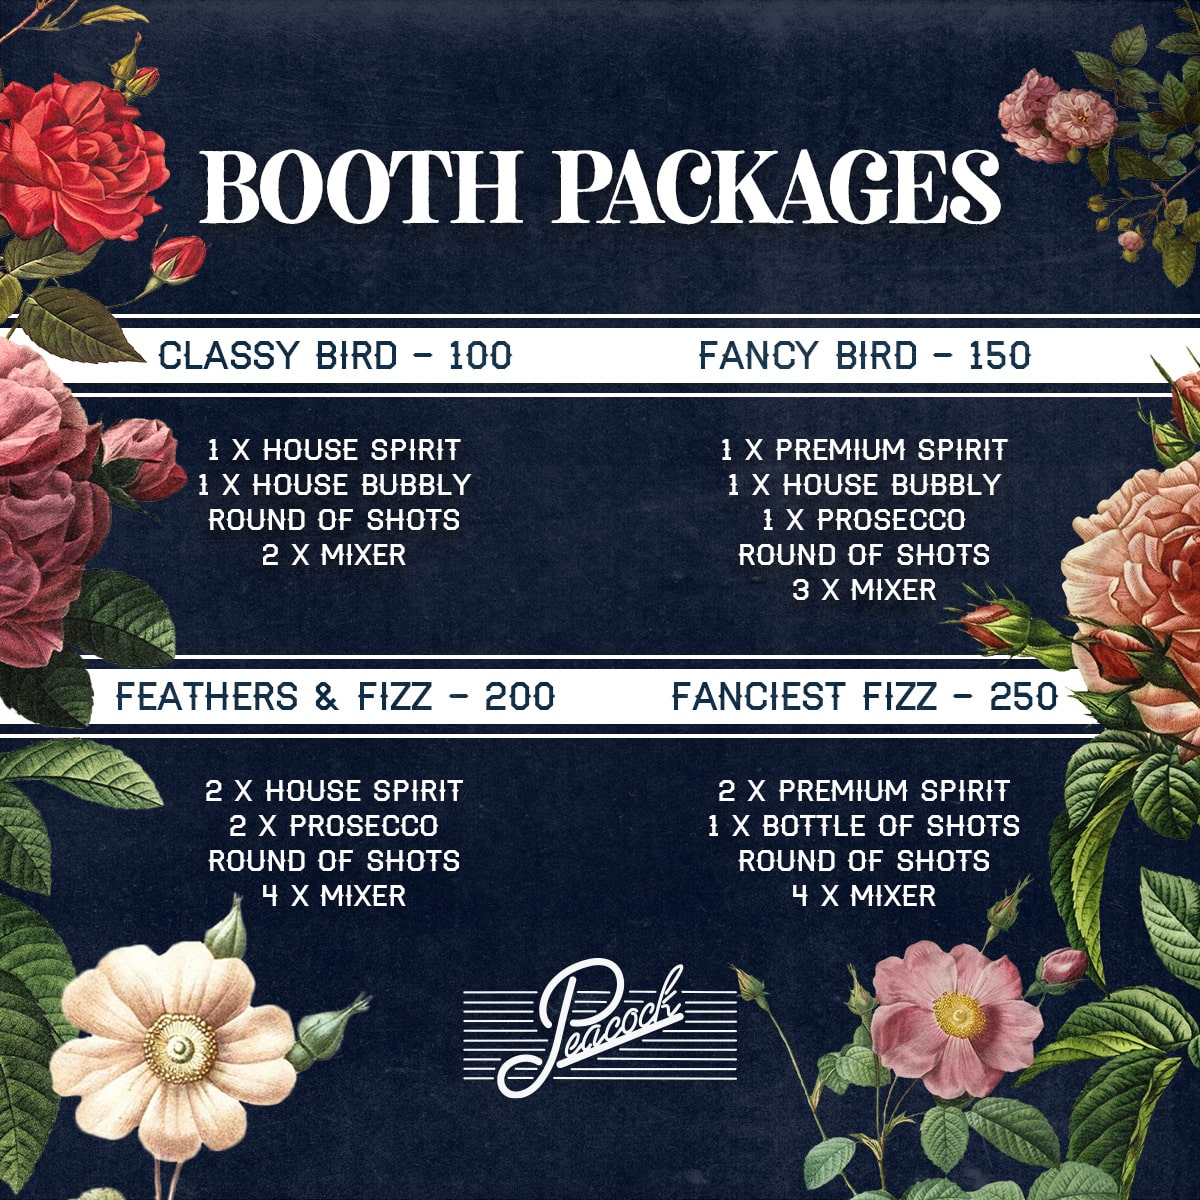 BOOTH PACKAGES
CLASSY BIRD – 100
1 X HOUSE SPIRIT
1 X HOUSE BUBBLY
ROUND OF SHOTS
2 X MIXER
FANCY BIRD – 150
1 X PREMIUM SPIRIT
1 X HOUSE BUBBLY
1 X PROSECCO
ROUND OF SHOTS
3 X MIXER
FEATHERS & FIZZ – 200
2 X HOUSE SPIRIT
2 X PROSECCO
ROUND OF SHOTS
4 X MIXER
FANCIEST FIZZ – 250
2 X PREMIUM SPIRIT
1 X BOTTLE OF SHOTS
ROUND OF SHOTS
4 X MIXER
Peacock